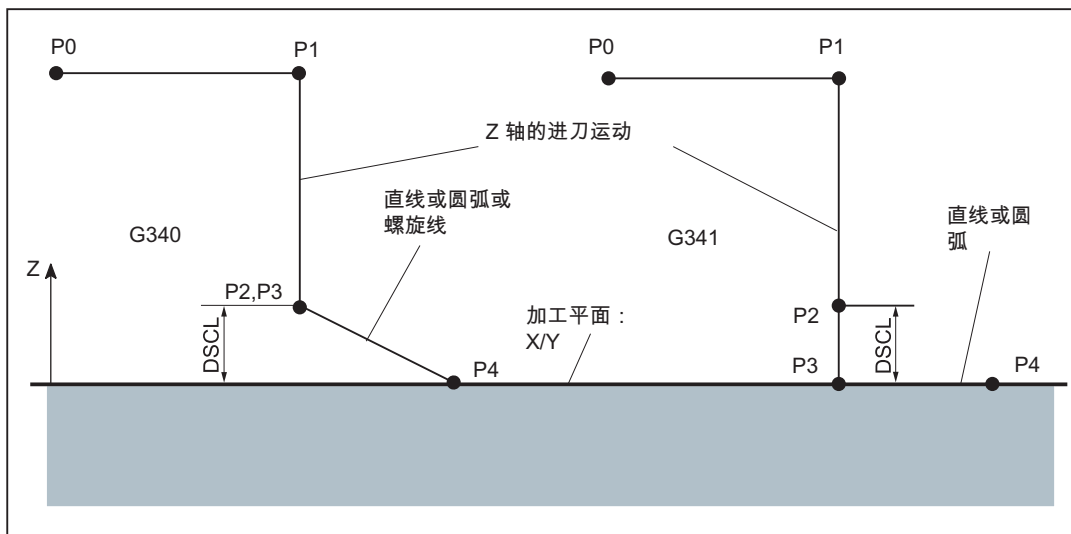 P0
P1
P0
P1
Z 轴的进刀运动
直线或圆弧或
螺旋线
直线或圆
弧
G340
G341
Z
P2,P3
DSCL
加工平面：
X/Y
P2
DSCL
P3
P4
P4